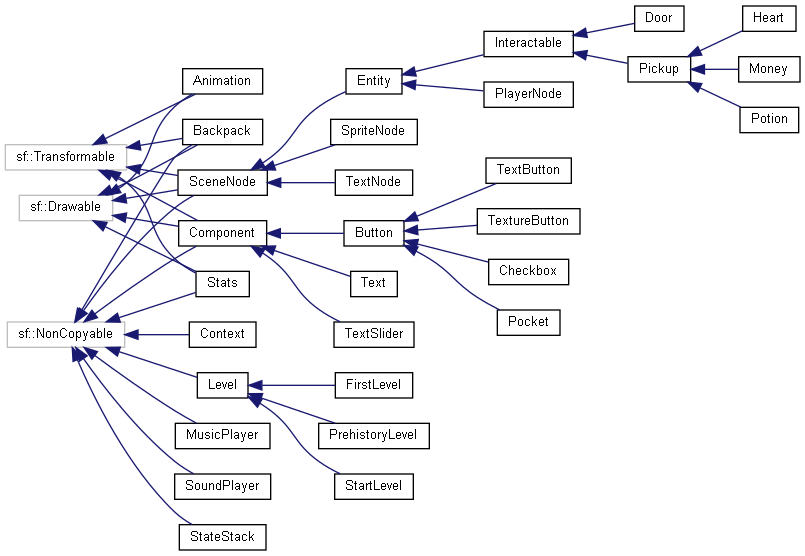 Door
Heart
Interactable
Pickup
Money
Entity
Animation
PlayerNode
Potion
Backpack
SpriteNode
sf::Transformable
TextButton
SceneNode
TextNode
sf::Drawable
TextureButton
Component
Button
Checkbox
Stats
Text
Pocket
sf::NonCopyable
Context
TextSlider
Level
FirstLevel
MusicPlayer
PrehistoryLevel
SoundPlayer
StartLevel
StateStack